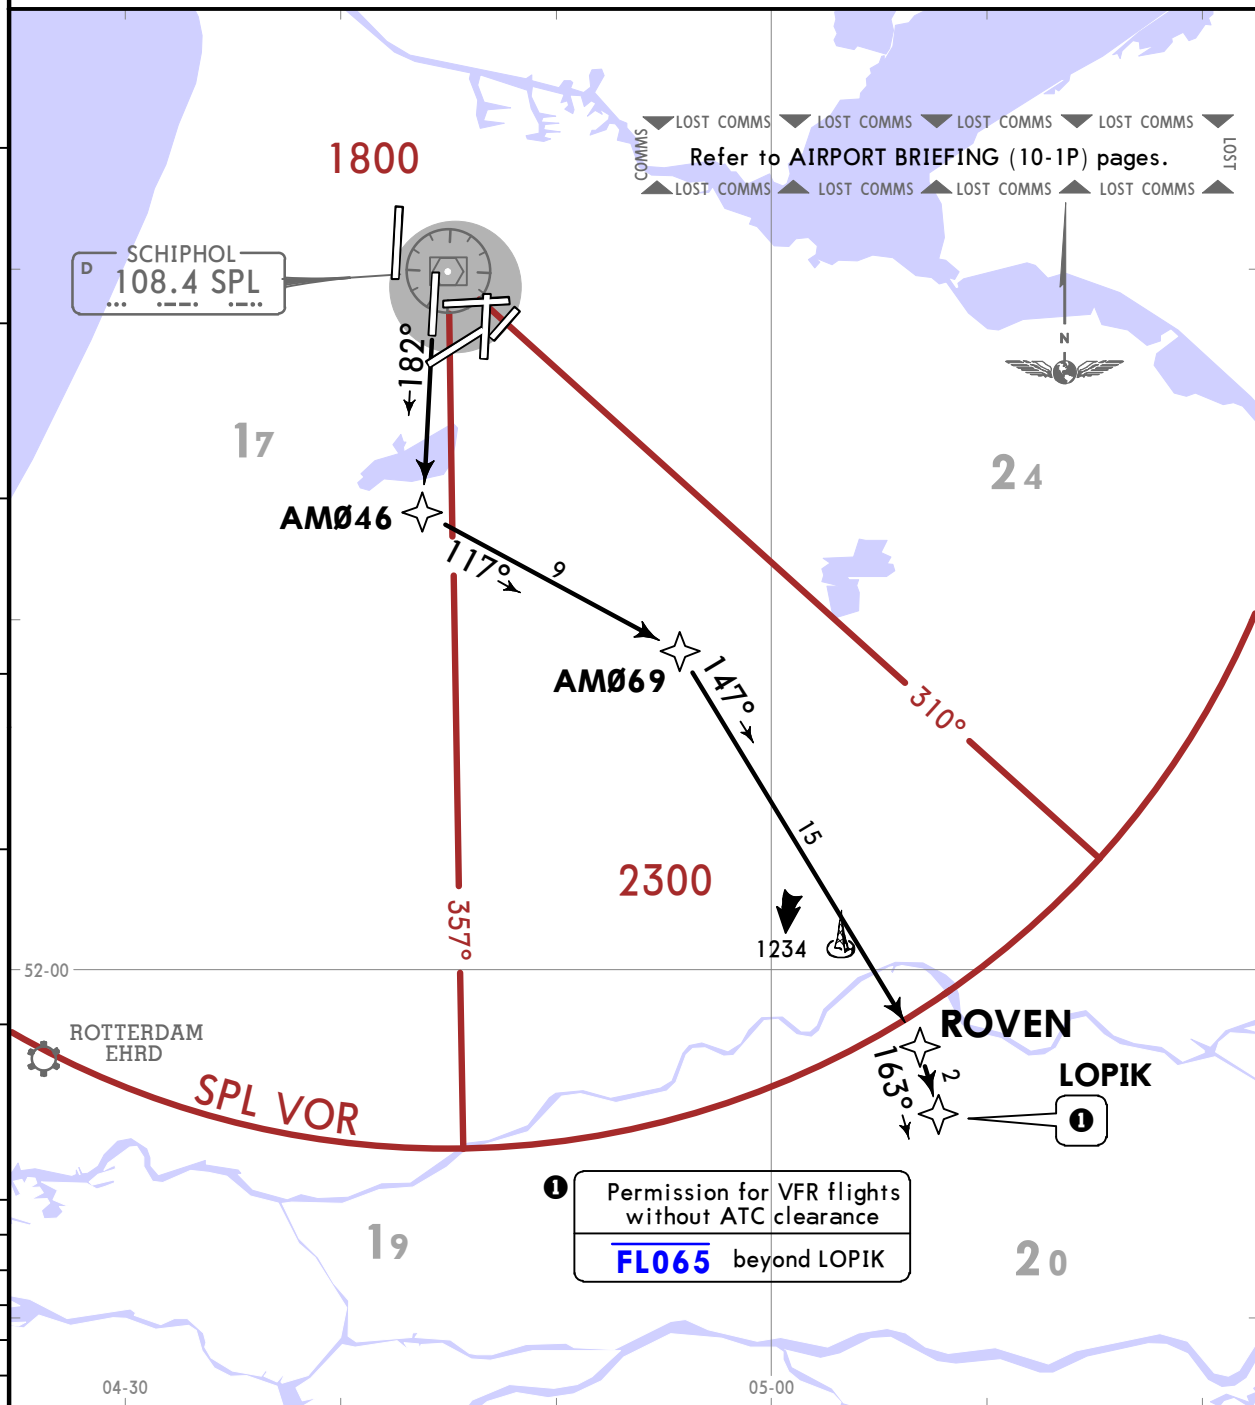 LOST COMMS LOST COMMS LOST COMMS LOST COMMS
COMMS
Refer to AIRPORT BRIEFING (10-1P) pages.
LOST
LOST COMMS LOST COMMS LOST COMMS LOST COMMS
1800
SCHIPHOL
D 108.4 SPL
N
182°
17
24
AMØ46
117°
9
AMØ69
147°
310°
15
2300
357°
1234
52-00
ROTTERDAM
EHRD
ROVEN
163°
2
LOPIK
1
SPL VOR
1 Permission for VFR flights
without ATC clearance
FL065 beyond LOPIK
19
20
04-30
05-00